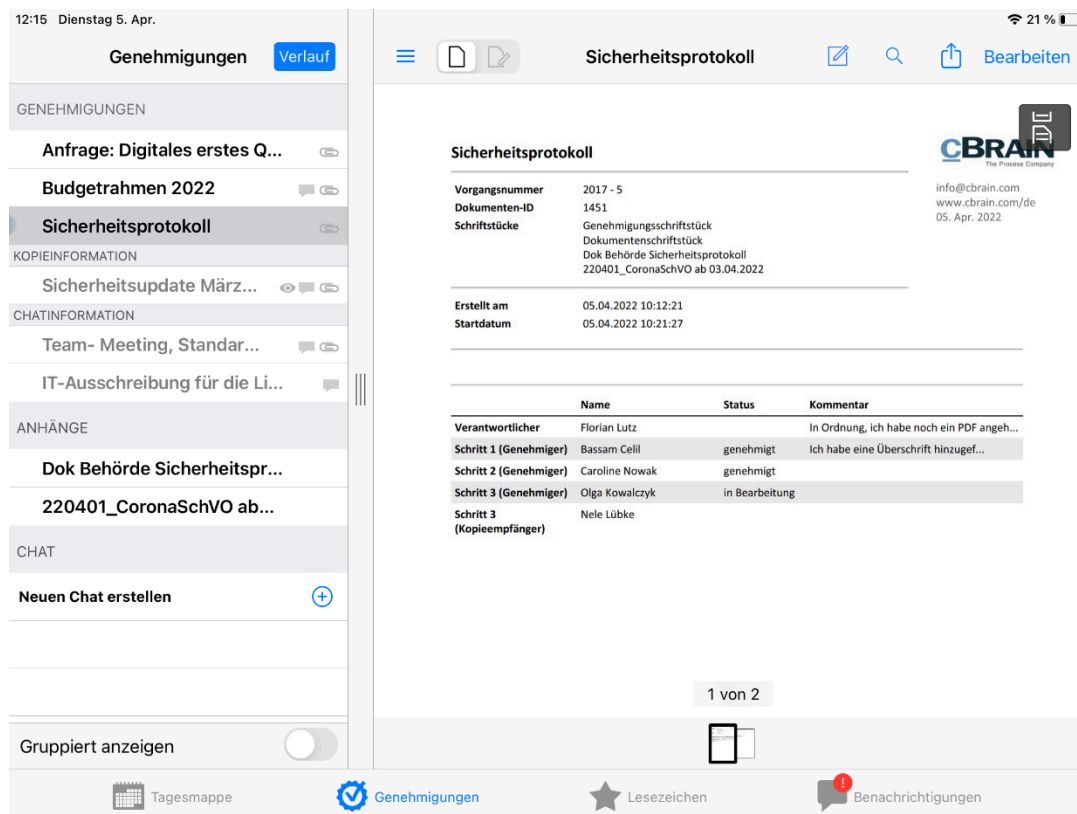 12:15 Dienstag 5. Apr.
21 %
Genehmigungen
Verlauf
GENEHMIGUNGEN
Anfrage: Digitales erstes Q...
Budgetrahmen 2022
Sicherheitsprotokoll
KOPIEINFORMATION
Sicherheitsupdate März...
CHATINFORMATION
Team- Meeting, Standar...
IT-Ausschreibung für die Li...
ANHÄNGE
Dok Behörde Sicherheitspr...
220401_CoronaSchVO ab...
CHAT
Neuen Chat erstellen
Gruppiert anzeigen
Sicherheitsprotokoll
Bearbeiten
Sicherheitsprotokoll
cBRAIN
The Process Company
info@cbrain.com
www.cbrain.com/de
05. Apr. 2022
Vorgangsnummer 2017 - 5
Dokumenten-ID 1451
Schriftstücke Genehmigungsschriftstück
Dokumentenschriftstück
Dok Behörde Sicherheitsprotokoll
220401_CoronaSchVO ab 03.04.2022
Erstellt am 05.04.2022 10:12:21
Startdatum 05.04.2022 10:21:27
Name Status Kommentar
Verantwortlicher Florian Lutz In Ordnung, ich habe noch ein PDF angeh...
Schritt 1 (Genehmiger) Bassam Celil genehmigt Ich habe eine Überschrift hinzugef...
Schritt 2 (Genehmiger) Caroline Nowak genehmigt
Schritt 3 (Genehmiger) Olga Kowalczyk in Bearbeitung
Schritt 3 Nele Lübke
(Kopieempfänger)
1 von 2
Tagesmappe
Genehmigungen
Lesezeichen
!
Benachrichtigungen